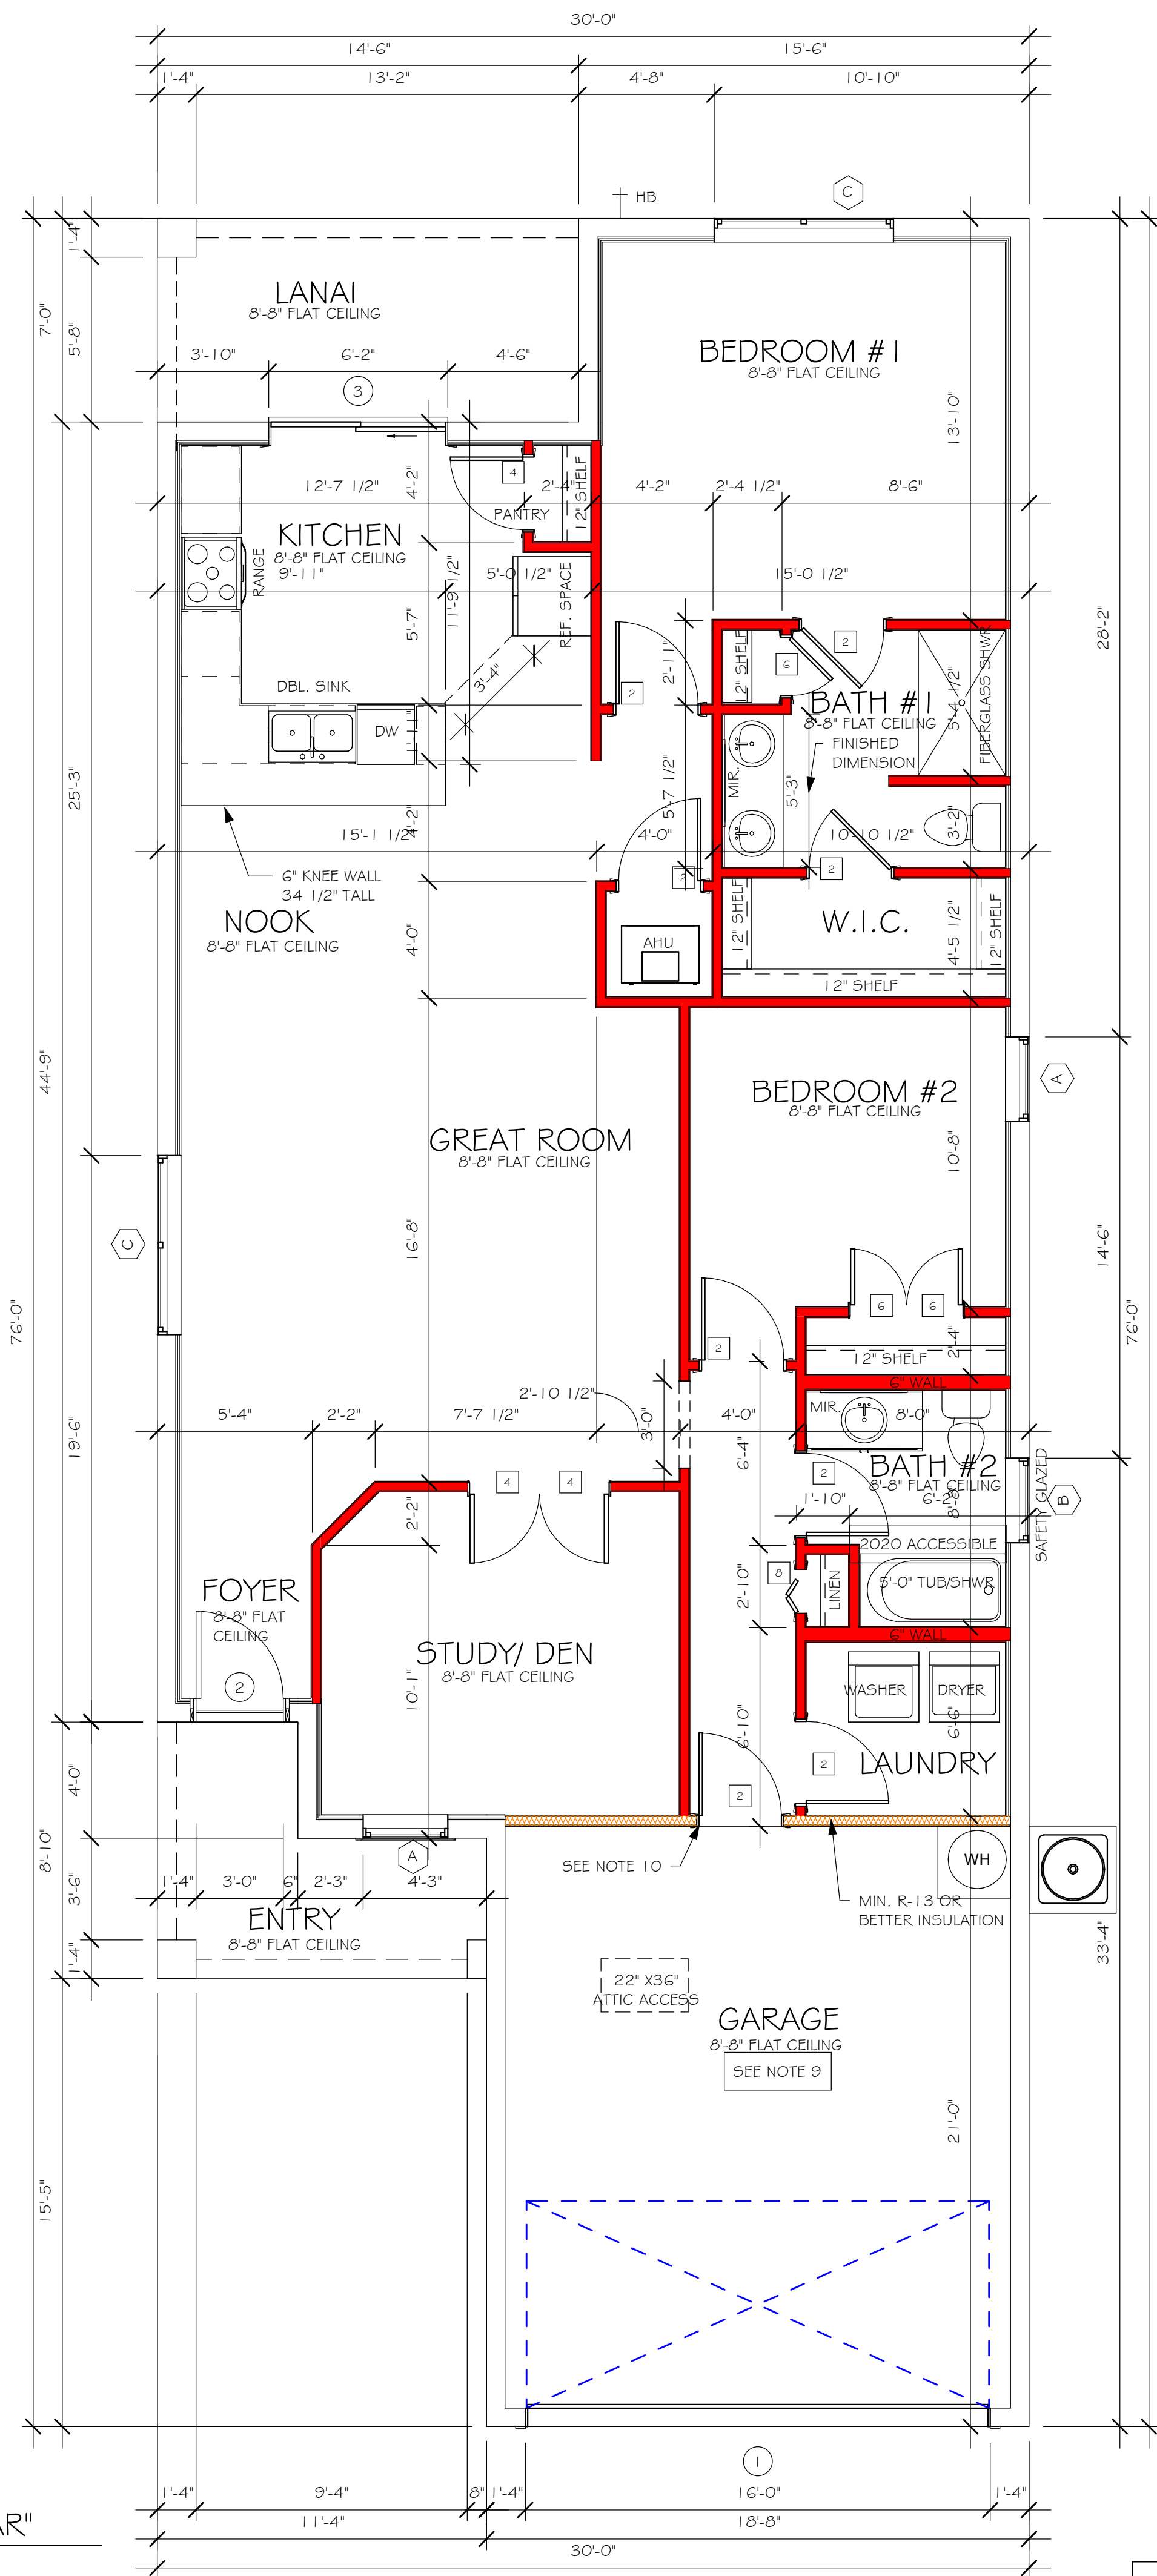 30'-0"
14'-6" 15'-6"
1'-4" 13'-2" 4'-8" 10'-10"
HB
C
1'-4"
7'-0"
5'-8"
LANAI
8'-8" FLAT CEILING
3'-10" 6'-2" 4'-6"
3
BEDROOM #1
8'-8" FLAT CEILING
13'-10"
4
4'-2"
12'-7 1/2" 2'-4" 4'-2" 2'-4 1/2" 8'-6"
12" SHELF
PANTRY
KITCHEN
8'-8" FLAT CEILING
RANGE
9'-11" 5'-0 1/2" 15'-0 1/2"
11'-9 1/2"
5'-7"
REF. SPACE
28'-2"
2'-11"
12" SHELF
6
2
FIBERGLASS SHWR
3'-4"
DBL. SINK
2
BATH #1
8'-8" FLAT CEILING
5'-4 1/2"
DW
1'-11"
FINISHED
DIMENSION
MIR.
5'-3"
5'-7 1/2"
25'-3"
4'-2"
15'-1 1/2" 4'-0" 10'-10 1/2"
3'-2"
6" KNEE WALL
34 1/2" TALL
2
2
NOOK
8'-8" FLAT CEILING
4'-0"
AHU
12" SHELF
W.I.C.
4'-5 1/2"
12" SHELF
12" SHELF
44'-9"
A
BEDROOM #2
8'-8" FLAT CEILING
GREAT ROOM
8'-8" FLAT CEILING
10'-8"
16'-8"
C
14'-6"
76'-0"
76'-0"
6 6
2
2'-4"
12" SHELF
6" WALL
2'-10 1/2"
19'-6"
5'-4" 2'-2" 7'-7 1/2" 3'-0" 4'-0"
MIR.
8'-0"
6'-4"
BATH #2
8'-8" FLAT CEILING
2
4 4
1'-10" 6'-2"
8'-8"
B
SAFETY GLAZED
2'-2"
2020 ACCESSIBLE
8
LINEN
5'-0" TUB/SHWR
2'-10"
FOYER
8'-8" FLAT
CEILING
6" WALL
STUDY/ DEN
8'-8" FLAT CEILING
2
10'-1"
WASHER DRYER
6'-10"
6'-6"
LAUNDRY
2
2
4'-0"
8'-10"
A
SEE NOTE 10
WH
3'-6"
1'-4" 3'-0" 6" 2'-3" 4'-3"
MIN. R-13 OR
BETTER INSULATION
ENTRY
8'-8" FLAT CEILING
1'-4"
33'-4"
22" X36"
ATTIC ACCESS
GARAGE
8'-8" FLAT CEILING
SEE NOTE 9
21'-0"
15'-5"
1
1'-4" 9'-4" 8" 1'-4" 16'-0" 1'-4"
11'-4" 18'-8"
30'-0"
AR"